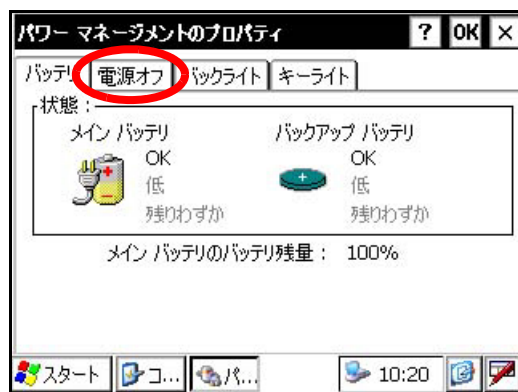 パワー マネージメントのプロパティ ? OK ×
バッテリ 電源オフ バックライト キーライト
状態：
メイン バッテリ バックアップ バッテリ
OK OK
低 低
残りわずか 残りわずか
メイン バッテリのバッテリ残量： 100%
スタート コ... パ... 10:20